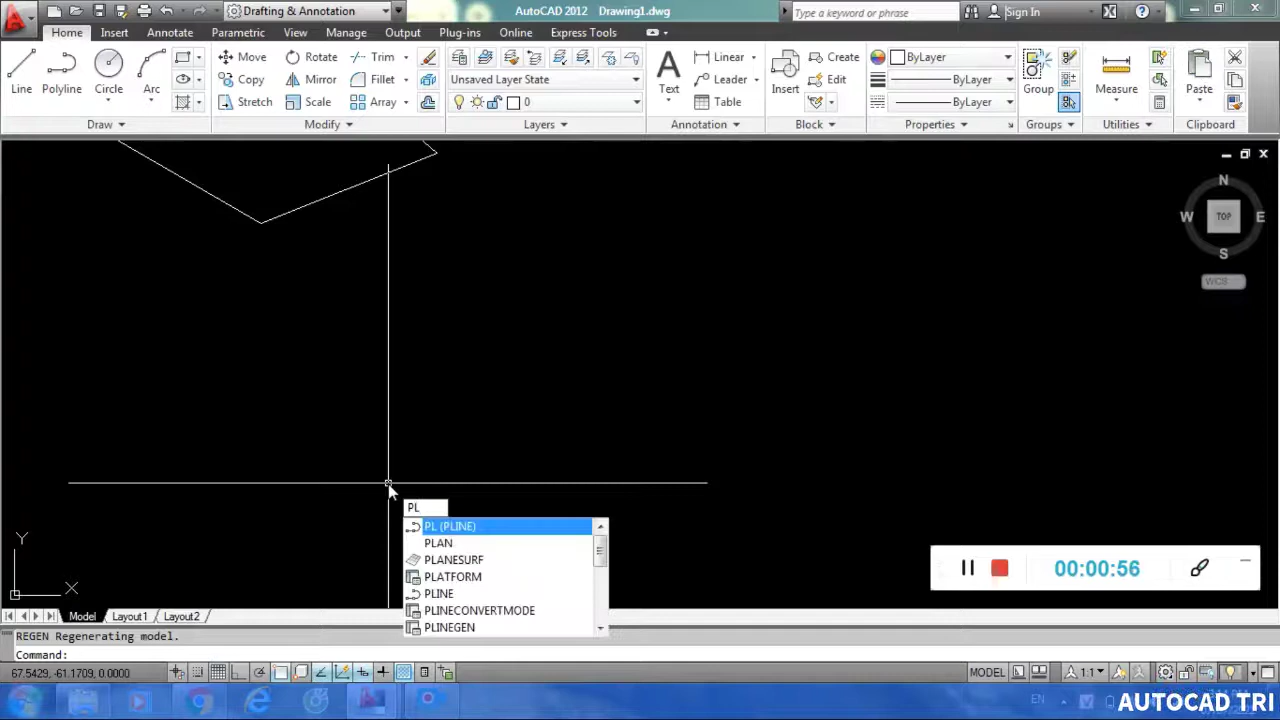 Drafting & Annotation
AutoCAD 2012 Drawing1.dwg
Type a keyword or phrase
Sign In
Home Insert Annotate Parametric View Manage Output Plug-ins Online Express Tools
Line Polyline Circle Arc
Move Rotate Trim
Copy Mirror Fillet
Stretch Scale Array
Unsaved Layer State
0
Text
Linear
Leader
Table
Insert
Create
Edit
ByLayer
ByLayer
ByLayer
Group
Measure
Paste
Draw Modify Layers Annotation Block Properties Groups Utilities Clipboard
N
W TOP E
S
WCS
PL
PL (PLINE)
PLAN
PLANESURF
PLATFORM
PLINE
PLINECONVERTMODE
PLINEGEN
00:00:56
Y
X
Model Layout1 Layout2
REGEN Regenerating model.
Command:
67.5429, -61.1709, 0.0000
MODEL
1:1
EN
AUTOCAD TRI